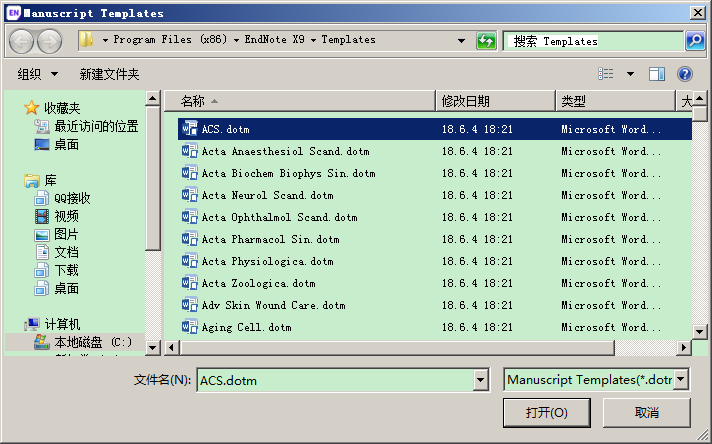 EN Manuscript Templates
Program Files (x86) EndNote X9 Templates
搜索 Templates
组织 新建文件夹
名称 修改日期 类型 大
收藏夹
最近访问的位置
桌面
库
QQ接收
视频
图片
文档
下载
桌面
计算机
本地磁盘 (C:)
ACS.dotm 18.6.4 18:21 Microsoft Word...
Acta Anaesthesiol Scand.dotm 18.6.4 18:21 Microsoft Word...
Acta Biochem Biophys Sin.dotm 18.6.4 18:21 Microsoft Word...
Acta Neurol Scand.dotm 18.6.4 18:21 Microsoft Word...
Acta Ophthalmol Scand.dotm 18.6.4 18:21 Microsoft Word...
Acta Pharmacol Sin.dotm 18.6.4 18:21 Microsoft Word...
Acta Physiologica.dotm 18.6.4 18:21 Microsoft Word...
Acta Zoologica.dotm 18.6.4 18:21 Microsoft Word...
Adv Skin Wound Care.dotm 18.6.4 18:21 Microsoft Word...
Aging Cell.dotm 18.6.4 18:21 Microsoft Word...
文件名(N): ACS.dotm Manuscript Templates(*.dotm
打开(O) 取消